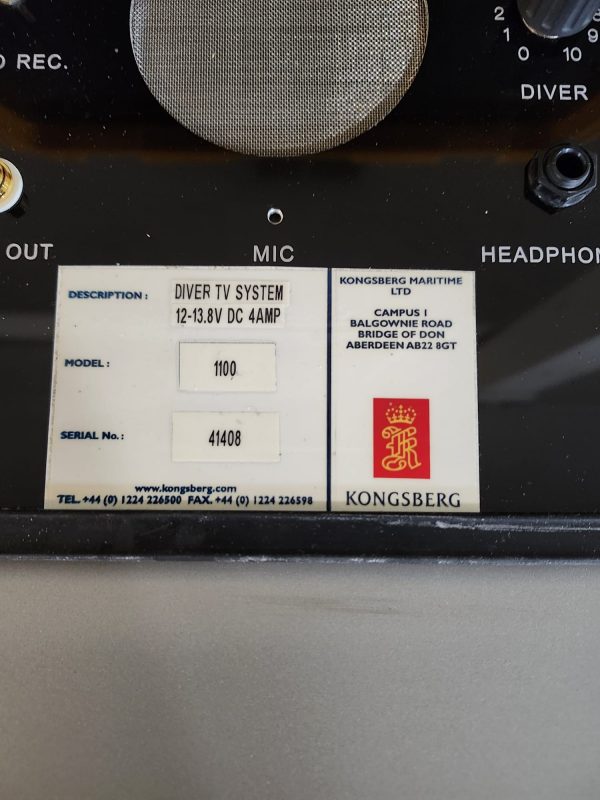 2 8
1 9
0 10
REC.
DIVER
OUT
MIC
DESCRIPTION :
DIVER TV SYSTEM
12-13.8V DC 4AMP
MODEL :
1100
SERIAL No. :
41408
www.kongsberg.com
TEL. +44 (0) 1224 226500 FAX. +44 (0) 1224 226598
KONGSBERG MARITIME
LTD
CAMPUS 1
BALGOWNIE ROAD
BRIDGE OF DON
ABERDEEN AB22 8GT
KONGSBERG